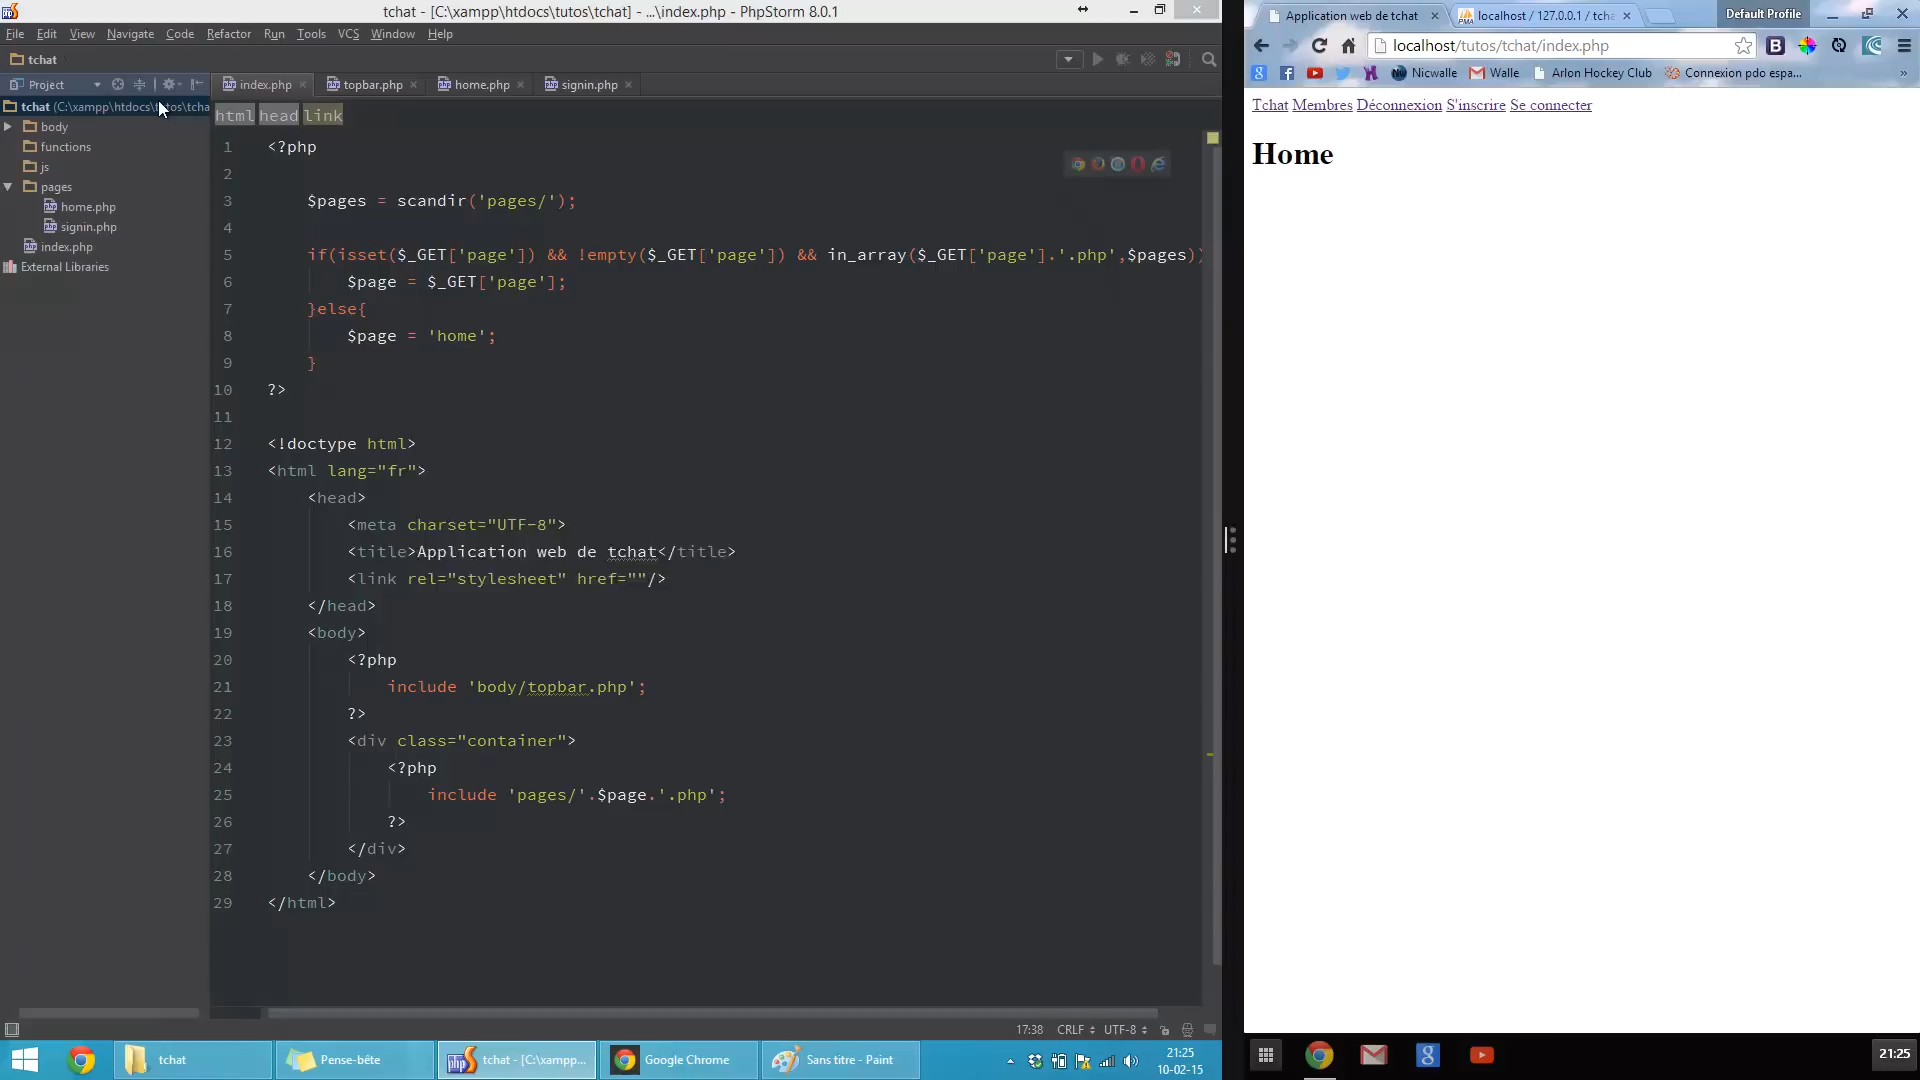 tchat - [C:\xampp\htdocs\tutos\tchat] - ...\index.php - PhpStorm 8.0.1
File Edit View Navigate Code Refactor Run Tools VCS Window Help
tchat
Project
index.php topbar.php home.php signin.php
tchat (C:\xampp\htdocs\tutos\tcha
body
functions
js
pages
home.php
signin.php
index.php
External Libraries
html head link
1 <?php
2
3 $pages = scandir('pages/');
4
5 if(isset($_GET['page']) && !empty($_GET['page']) && in_array($_GET['page'].'.php',$pages))
6 $page = $_GET['page'];
7 }else{
8 $page = 'home';
9 }
10 ?>
11
12 <!doctype html>
13 <html lang="fr">
14 <head>
15 <meta charset="UTF-8">
16 <title>Application web de tchat</title>
17 <link rel="stylesheet" href=""/>
18 </head>
19 <body>
20 <?php
21 include 'body/topbar.php';
22 ?>
23 <div class="container">
24 <?php
25 include 'pages/'.$page.'.php';
26 ?>
27 </div>
28 </body>
29 </html>
17:38 CRLF UTF-8
tchat Pense-bête tchat - [C:\xampp... Google Chrome Sans titre - Paint
21:25
10-02-15
Application web de tchat localhost / 127.0.0.1 / tcha Default Profile
localhost/tutos/tchat/index.php
Nicwalle Walle Arlon Hockey Club Connexion pdo espa... »
Tchat Membres Déconnexion S'inscrire Se connecter
Home
21:25